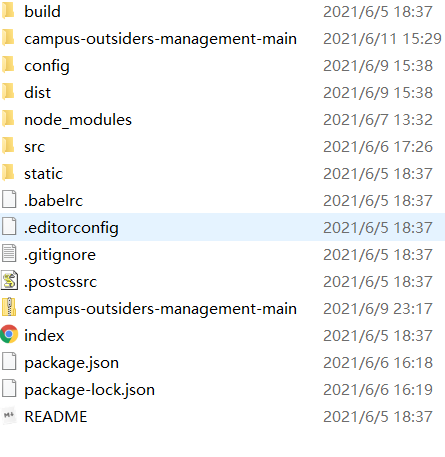 build 2021/6/5 18:37
campus-outsiders-management-main 2021/6/11 15:29
config 2021/6/9 15:38
dist 2021/6/9 15:38
node_modules 2021/6/7 13:32
src 2021/6/6 17:26
static 2021/6/5 18:37
.babelrc 2021/6/5 18:37
.editorconfig 2021/6/5 18:37
.gitignore 2021/6/5 18:37
.postcssrc 2021/6/5 18:37
campus-outsiders-management-main 2021/6/9 23:17
index 2021/6/5 18:37
package.json 2021/6/6 16:18
package-lock.json 2021/6/6 16:19
README 2021/6/5 18:37